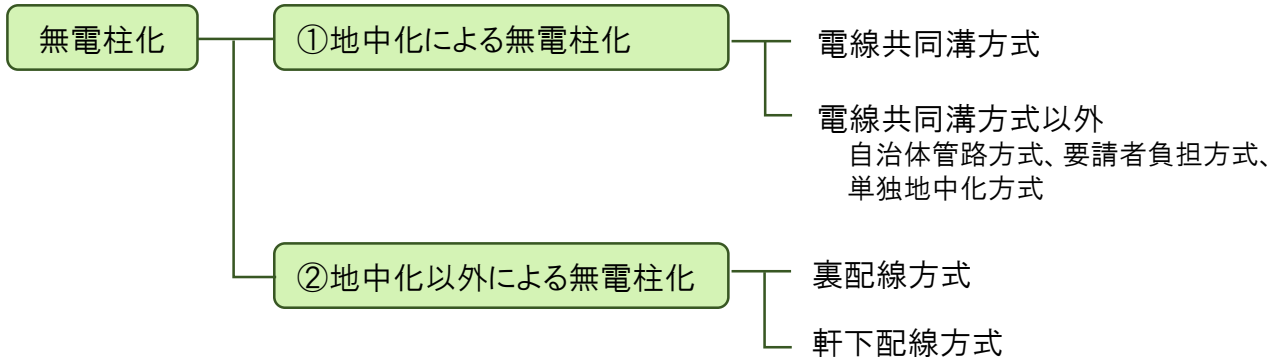 無電柱化
①地中化による無電柱化
電線共同溝方式
電線共同溝方式以外
自治体管路方式、要請者負担方式、
単独地中化方式
②地中化以外による無電柱化
裏配線方式
軒下配線方式